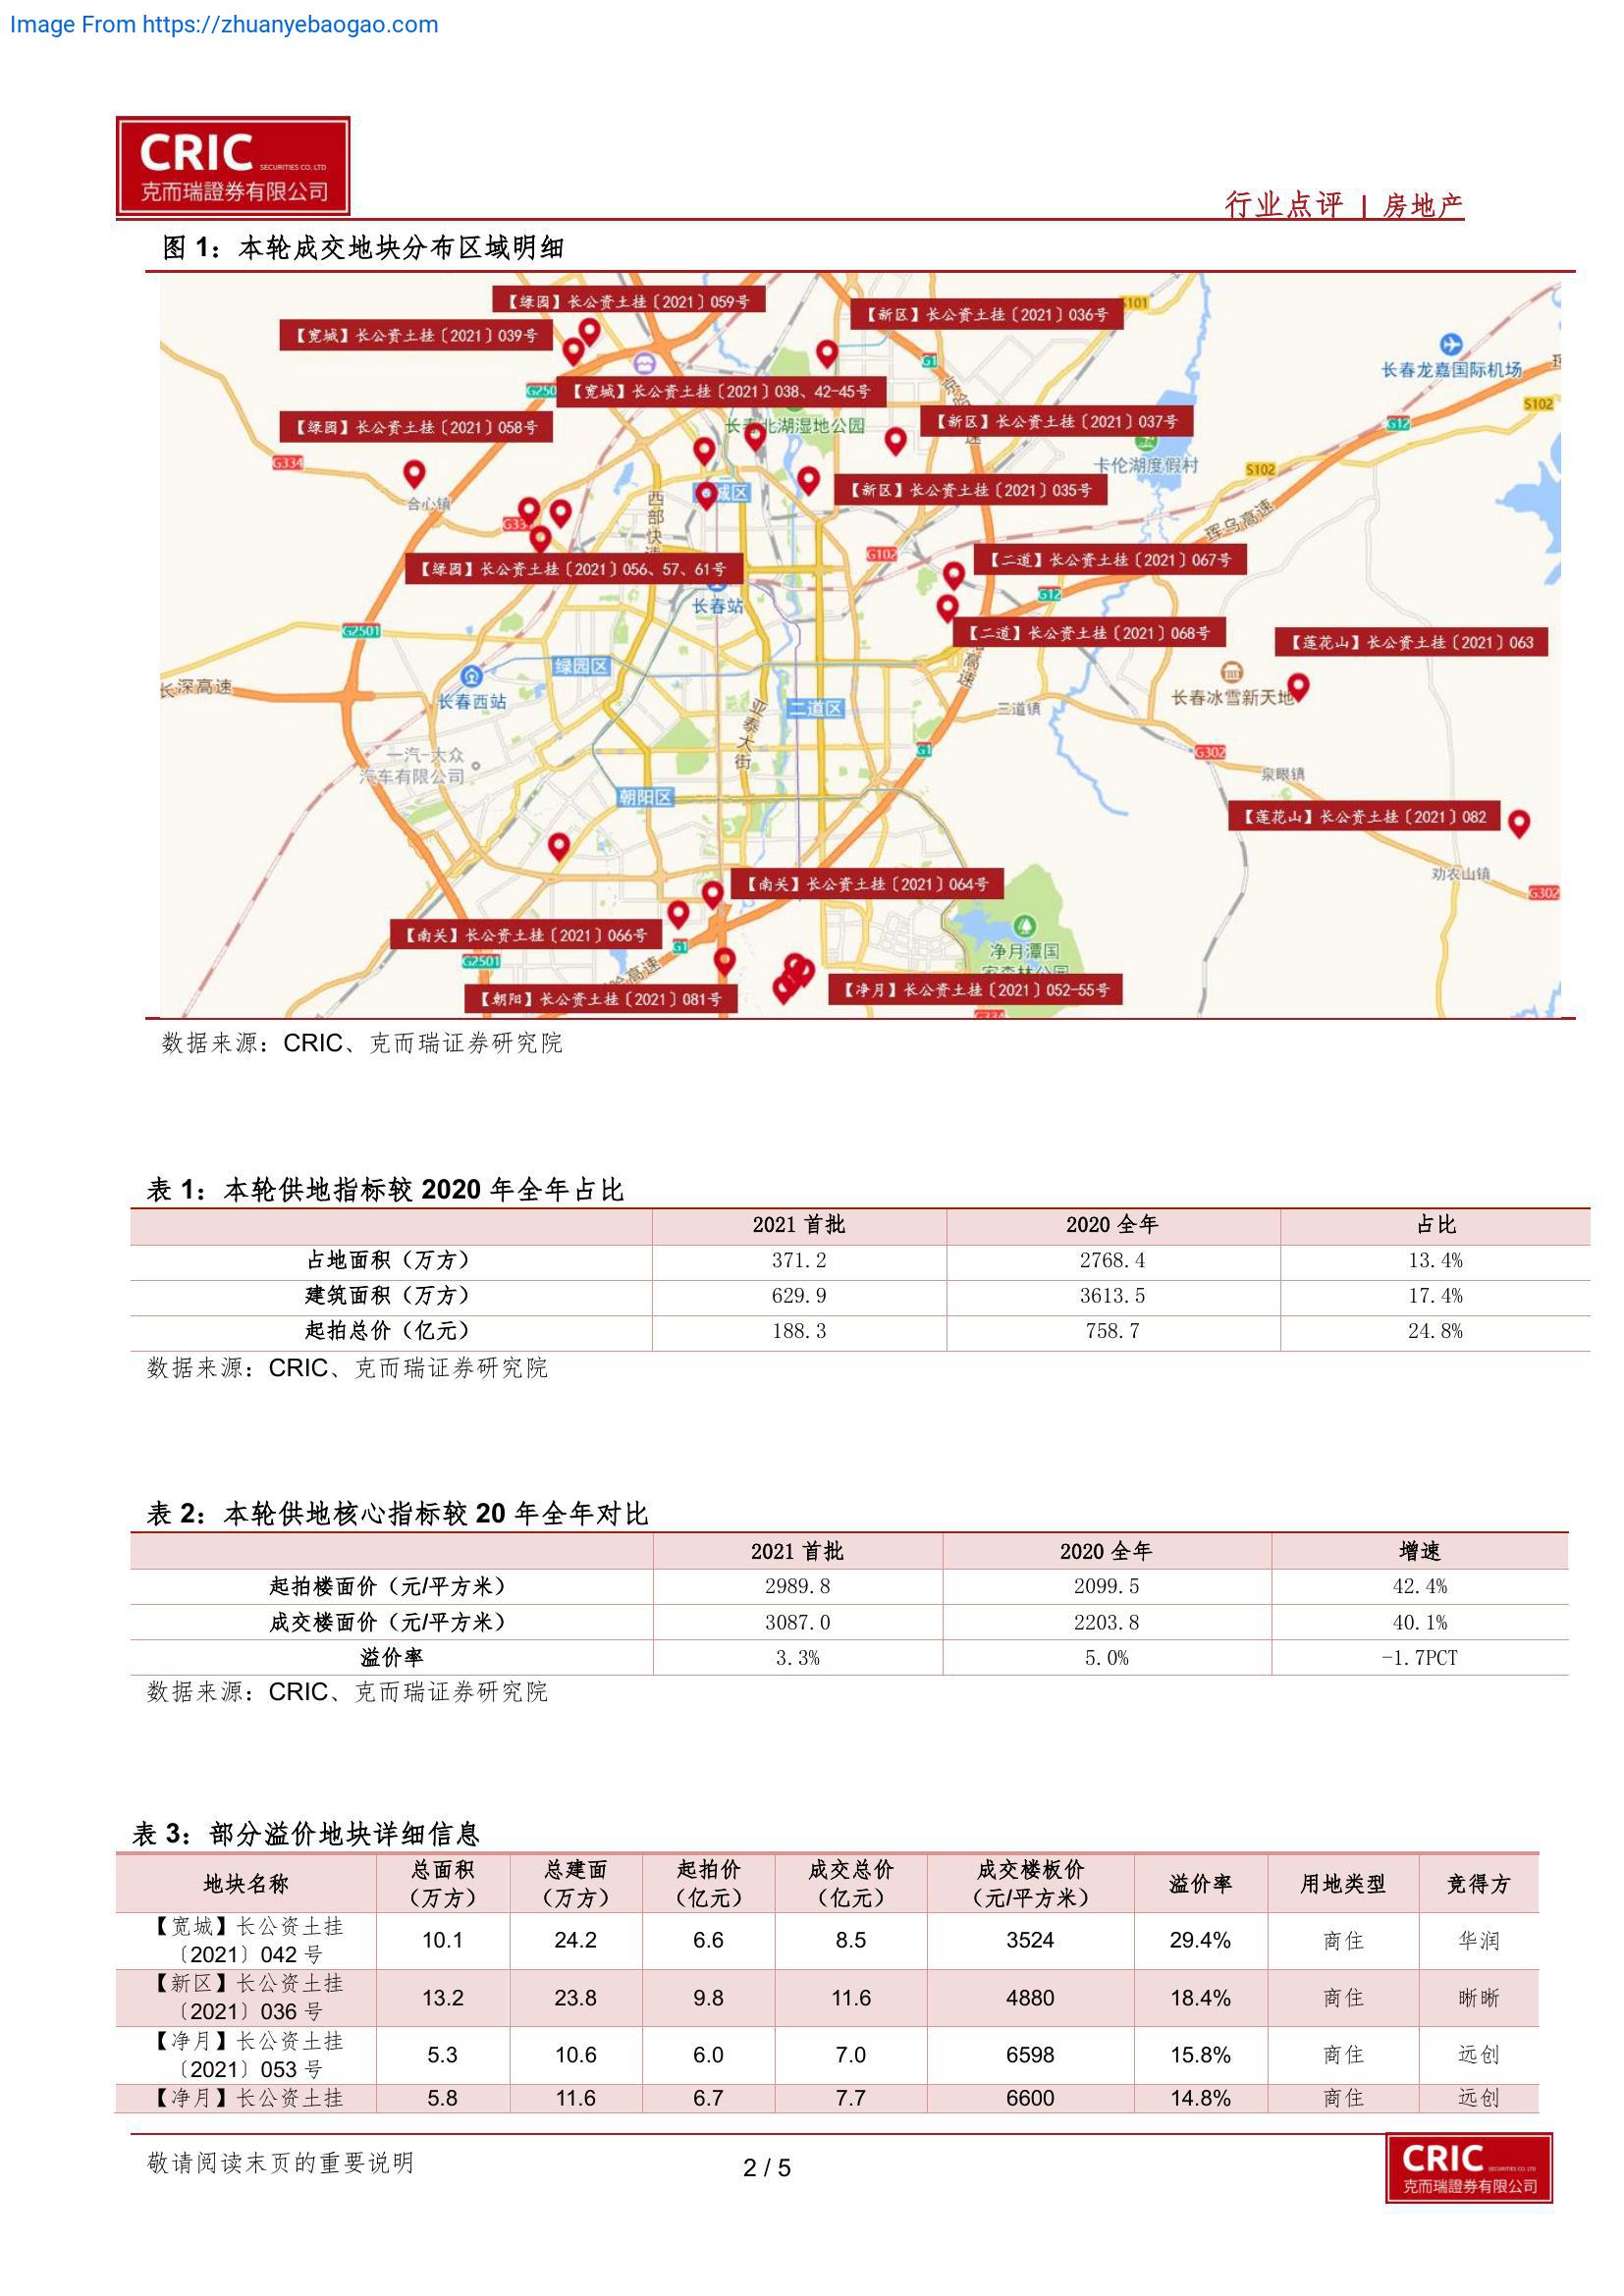 Image From https://zhuanyebaogao.com
CRIC SECURITIES CO. LTD
克而瑞證券有限公司
行业点评 | 房地产
图 1：本轮成交地块分布区域明细
【绿园】长公资土挂〔2021〕059号
【新区】长公资土挂〔2021〕036号
S101
【宽城】长公资土挂〔2021〕039号
G1
长春龙嘉国际机场
G250
【宽城】长公资土挂〔2021〕038、42-45号
S102
【绿园】长公资土挂〔2021〕058号
长春北湖湿地公园
【新区】长公资土挂〔2021〕037号
G12
G334
卡伦湖度假村
S102
合心镇
西部快速
【新区】长公资土挂〔2021〕035号
珲乌高速
G102
【二道】长公资土挂〔2021〕067号
【绿园】长公资土挂〔2021〕056、57、61号
G12
长春站
G2501
【二道】长公资土挂〔2021〕068号
【莲花山】长公资土挂〔2021〕063
绿园区
高速
长深高速
长春西站
长春冰雪新天地
二道区
三道镇
亚泰大街
G1
G302
一汽-大众
汽车有限公司
泉眼镇
朝阳区
【莲花山】长公资土挂〔2021〕082
劝农山镇
【南关】长公资土挂〔2021〕064号
G302
【南关】长公资土挂〔2021〕066号
G1
净月潭国
G2501
高速
【朝阳】长公资土挂〔2021〕081号
【净月】长公资土挂〔2021〕052-55号
数据来源：CRIC、克而瑞证券研究院
表 1：本轮供地指标较 2020 年全年占比
2021 首批 2020 全年 占比
占地面积（万方） 371.2 2768.4 13.4%
建筑面积（万方） 629.9 3613.5 17.4%
起拍总价（亿元） 188.3 758.7 24.8%
数据来源：CRIC、克而瑞证券研究院
表 2：本轮供地核心指标较 20 年全年对比
2021 首批 2020 全年 增速
起拍楼面价（元/平方米） 2989.8 2099.5 42.4%
成交楼面价（元/平方米） 3087.0 2203.8 40.1%
溢价率 3.3% 5.0% -1.7PCT
数据来源：CRIC、克而瑞证券研究院
表 3：部分溢价地块详细信息
地块名称 总面积（万方） 总建面（万方） 起拍价（亿元） 成交总价（亿元） 成交楼板价（元/平方米） 溢价率 用地类型 竞得方
【宽城】长公资土挂〔2021〕042 号 10.1 24.2 6.6 8.5 3524 29.4% 商住 华润
【新区】长公资土挂〔2021〕036 号 13.2 23.8 9.8 11.6 4880 18.4% 商住 晰晰
【净月】长公资土挂〔2021〕053 号 5.3 10.6 6.0 7.0 6598 15.8% 商住 远创
【净月】长公资土挂 5.8 11.6 6.7 7.7 6600 14.8% 商住 远创
敬请阅读末页的重要说明
2 / 5
CRIC SECURITIES CO. LTD
克而瑞證券有限公司